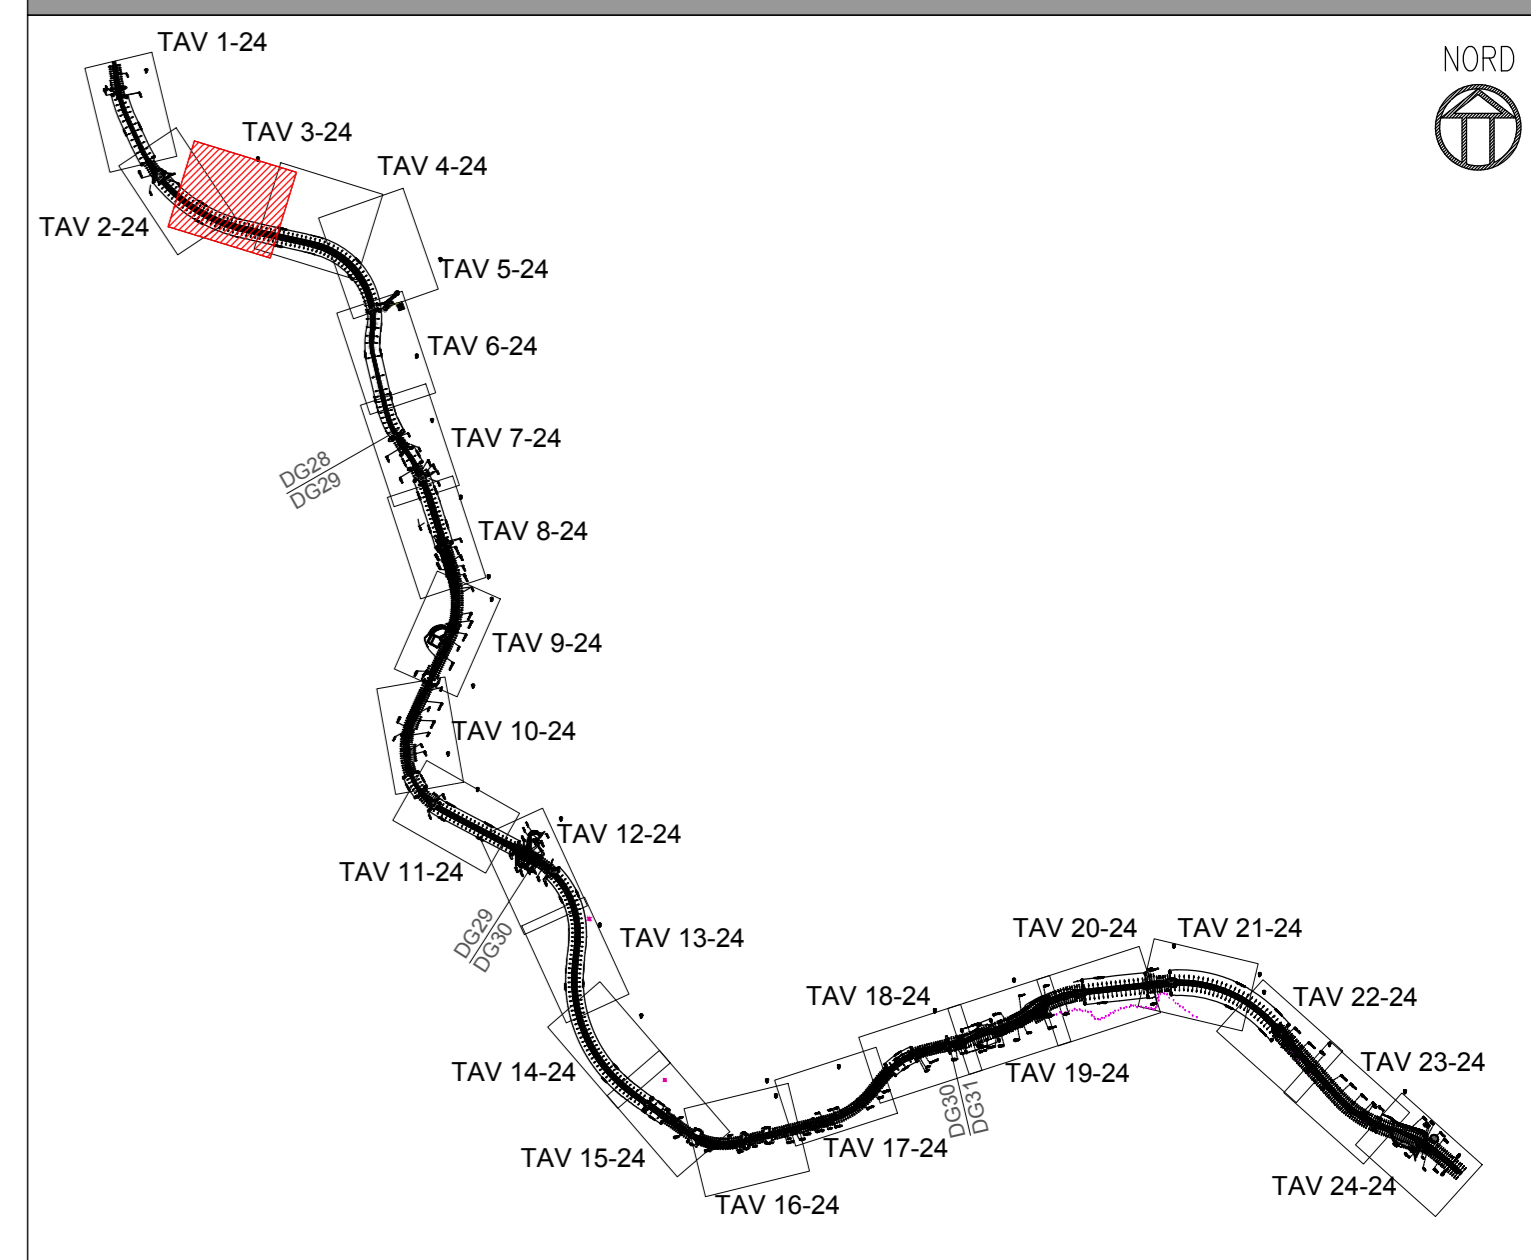 TAV 1-24
NORD
TAV 3-24
TAV 4-24
TAV 2-24
TAV 5-24
TAV 6-24
TAV 7-24
DG28
DG29
TAV 8-24
TAV 9-24
TAV 10-24
TAV 12-24
TAV 11-24
DG29
DG30
TAV 13-24
TAV 20-24
TAV 21-24
TAV 18-24
TAV 22-24
TAV 23-24
TAV 14-24
TAV 19-24
DG30
DG31
TAV 17-24
TAV 15-24
TAV 24-24
TAV 16-24